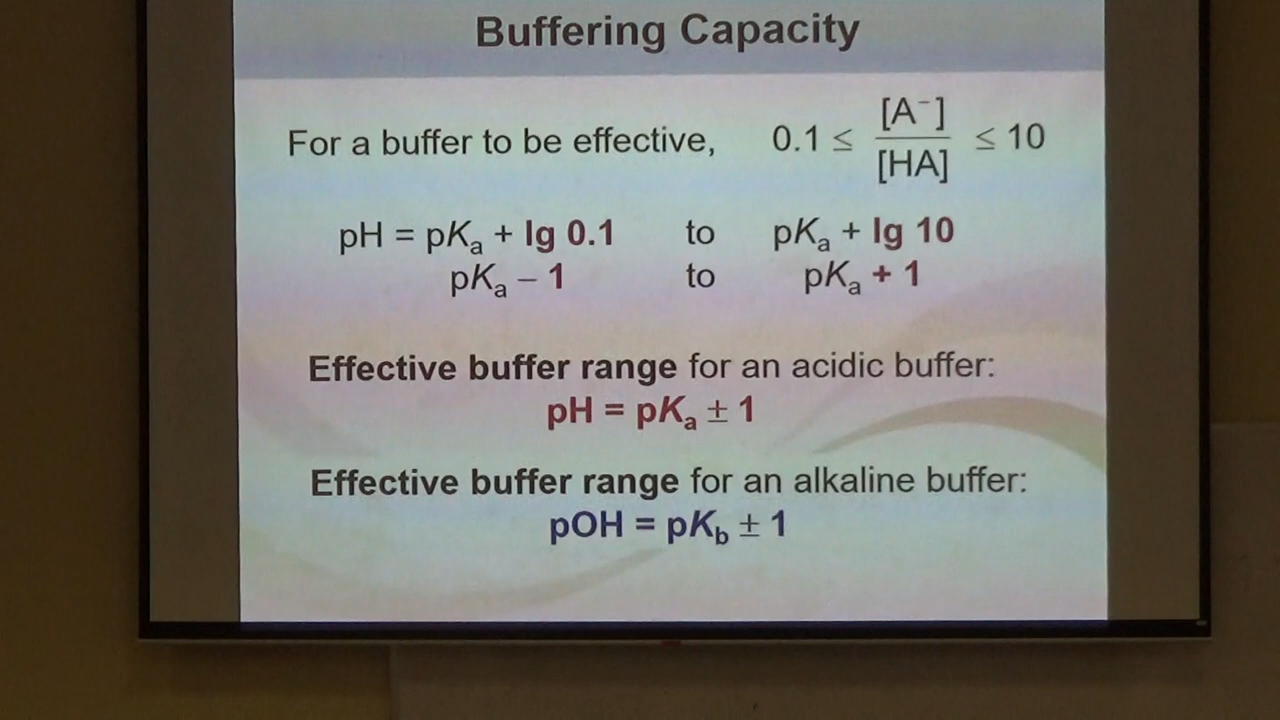 Buffering Capacity
For a buffer to be effective, 0.1 ≤ [A⁻]/[HA] ≤ 10
pH = pKₐ + lg 0.1 to pKₐ + lg 10
pKₐ – 1 to pKₐ + 1
Effective buffer range for an acidic buffer:
pH = pKₐ ± 1
Effective buffer range for an alkaline buffer:
pOH = pK_b ± 1